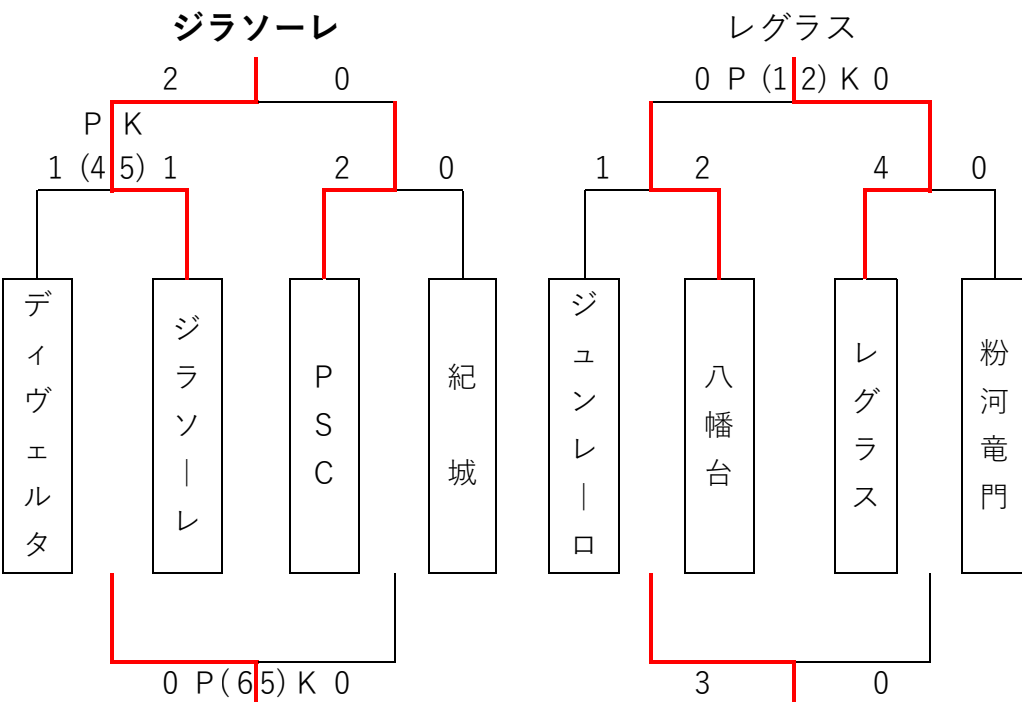 ジラソーレ レグラス
2 0 0 P (1 2) K 0
P K
1 (4 5) 1 2 0 1 2 4 0
ディヴェルタ
ジラソーレ
PSC
紀城
ジュンレーロ
八幡台
レグラス
粉河竜門
0 P (6 5) K 0 3 0